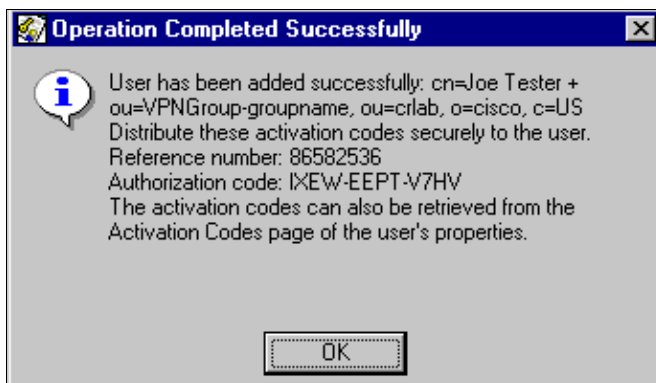 Operation Completed Successfully
User has been added successfully: cn=Joe Tester +
ou=VPNGroup-groupname, ou=crlab, o=cisco, c=US
Distribute these activation codes securely to the user.
Reference number: 86582536
Authorization code: IXEW-EEPT-V7HV
The activation codes can also be retrieved from the
Activation Codes page of the user's properties.
OK